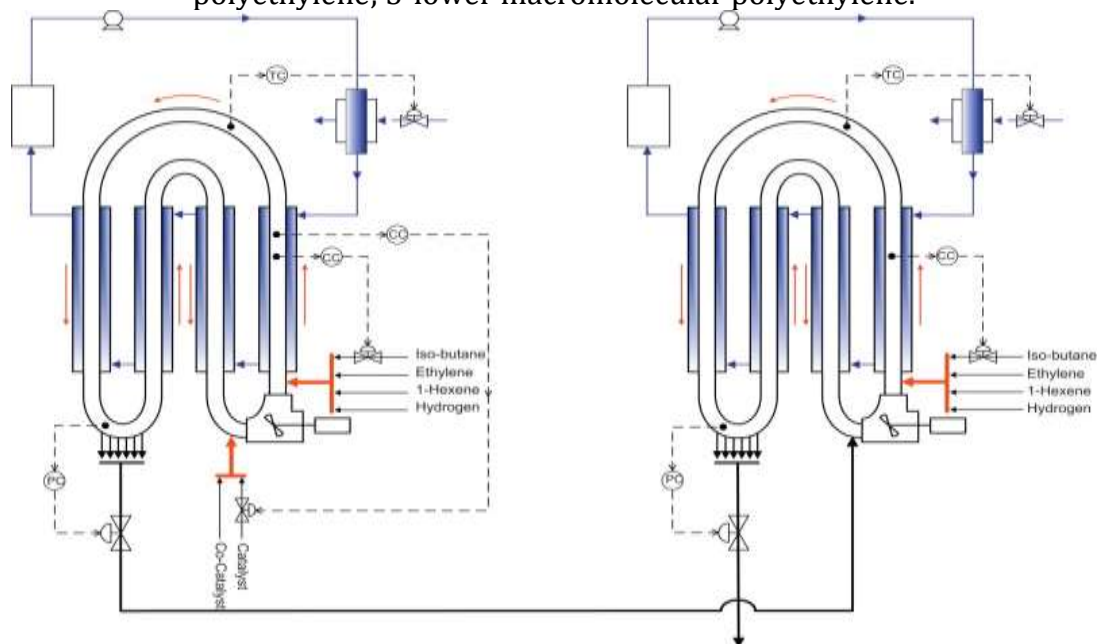 polyethylene, 3-lower macromolecular polyethylene.
TC
TC
CC
CC
CC
Iso-butane
Ethylene
1-Hexene
Hydrogen
Iso-butane
Ethylene
1-Hexene
Hydrogen
PC
PC
Co-Catalyst
Catalyst